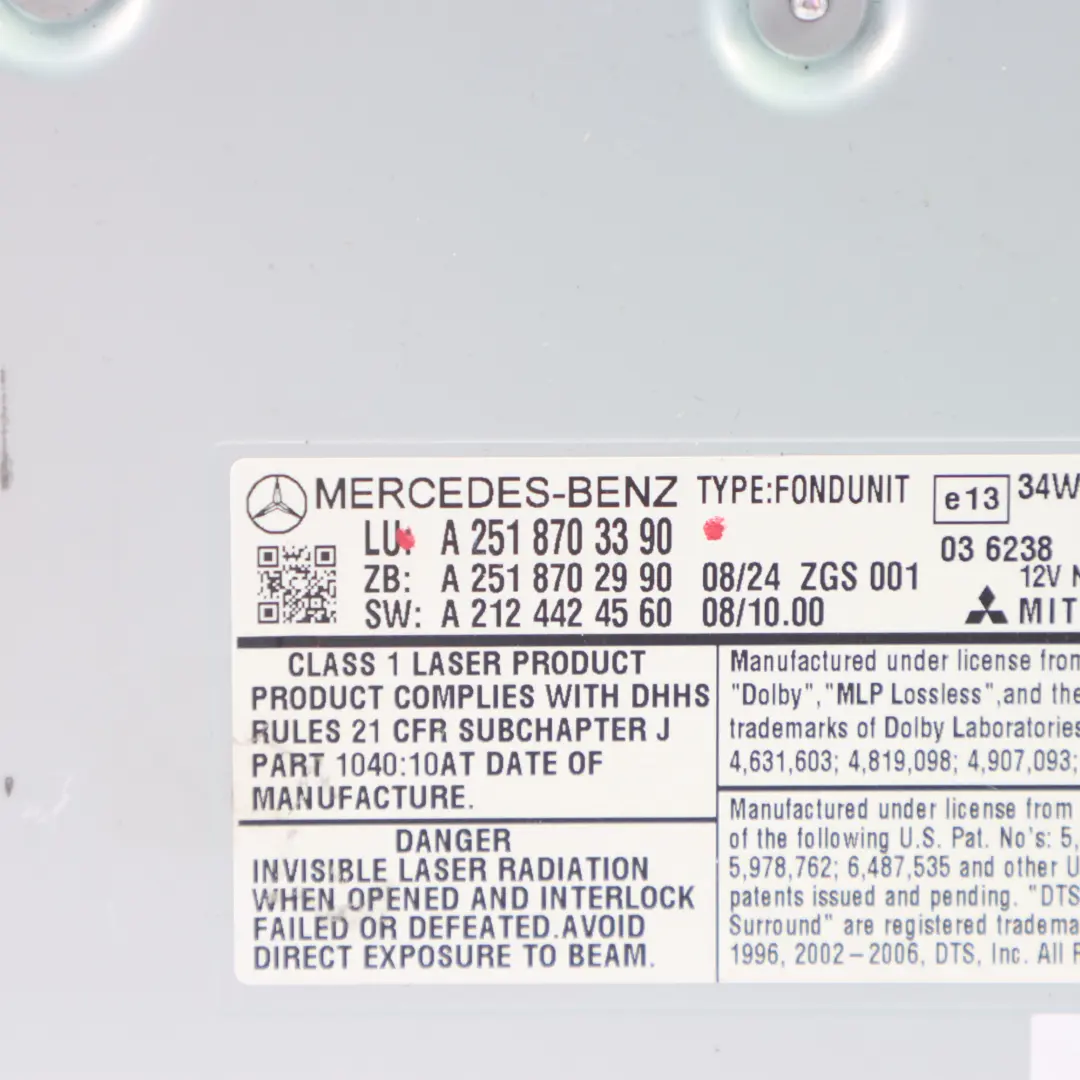 MERCEDES-BENZ TYPE:FONDUNIT e13 34W
LU: A 251 870 33 90 03 6238
ZB: A 251 870 29 90 08/24 ZGS 001 12V
SW: A 212 442 45 60 08/10.00 MIT
CLASS 1 LASER PRODUCT
PRODUCT COMPLIES WITH DHHS
RULES 21 CFR SUBCHAPTER J
PART 1040:10AT DATE OF
MANUFACTURE.
DANGER
INVISIBLE LASER RADIATION
WHEN OPENED AND INTERLOCK
FAILED OR DEFEATED.AVOID
DIRECT EXPOSURE TO BEAM.
Manufactured under license from
"Dolby","MLP Lossless",and the
trademarks of Dolby Laboratories
4,631,603; 4,819,098; 4,907,093;
Manufactured under license from
of the following U.S. Pat. No's: 5,
5,978,762; 6,487,535 and other U
patents issued and pending. "DTS
Surround" are registered tradema
1996, 2002-2006, DTS, Inc. All